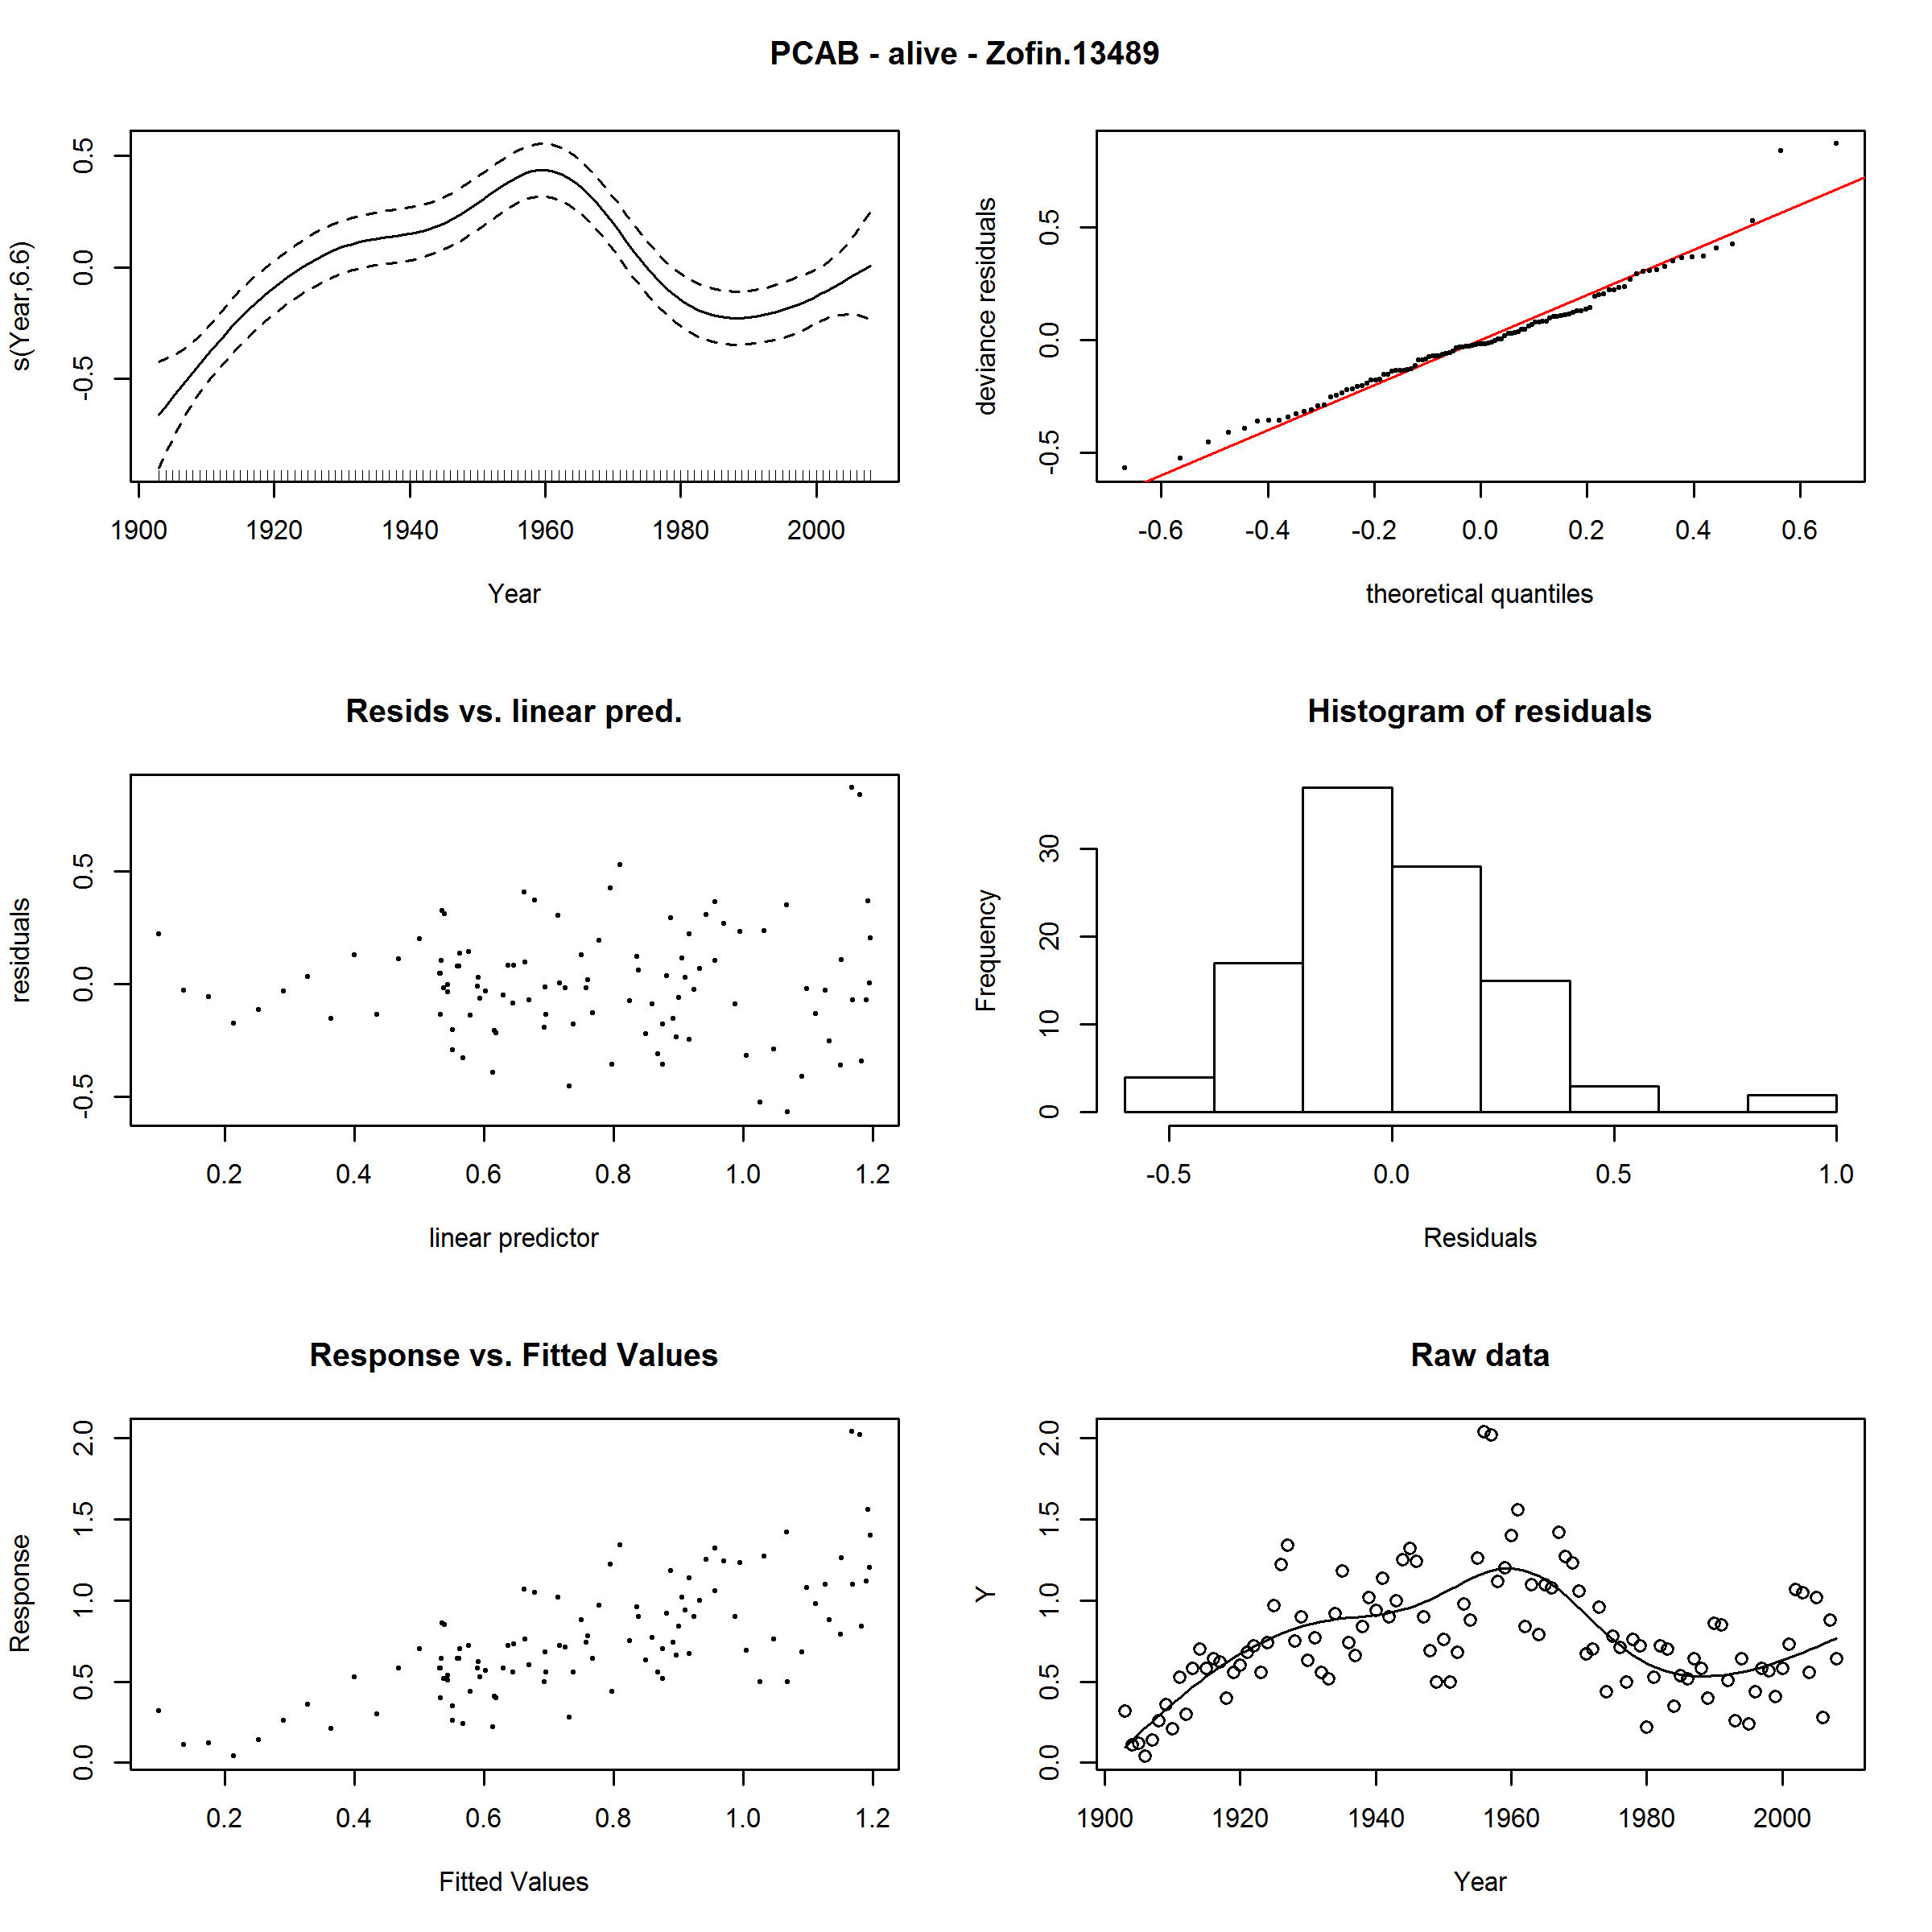 PCAB - alive - Zofin.13489
s(Year,6.6)
-0.5 0.0 0.5
1900 1920 1940 1960 1980 2000
Year
deviance residuals
-0.5 0.0 0.5
-0.6 -0.4 -0.2 0.0 0.2 0.4 0.6
theoretical quantiles
Resids vs. linear pred.
residuals
-0.5 0.0 0.5
0.2 0.4 0.6 0.8 1.0 1.2
linear predictor
Histogram of residuals
Frequency
0 10 20 30
-0.5 0.0 0.5 1.0
Residuals
Response vs. Fitted Values
Response
0.0 0.5 1.0 1.5 2.0
0.2 0.4 0.6 0.8 1.0 1.2
Fitted Values
Raw data
Y
0.0 0.5 1.0 1.5 2.0
1900 1920 1940 1960 1980 2000
Year